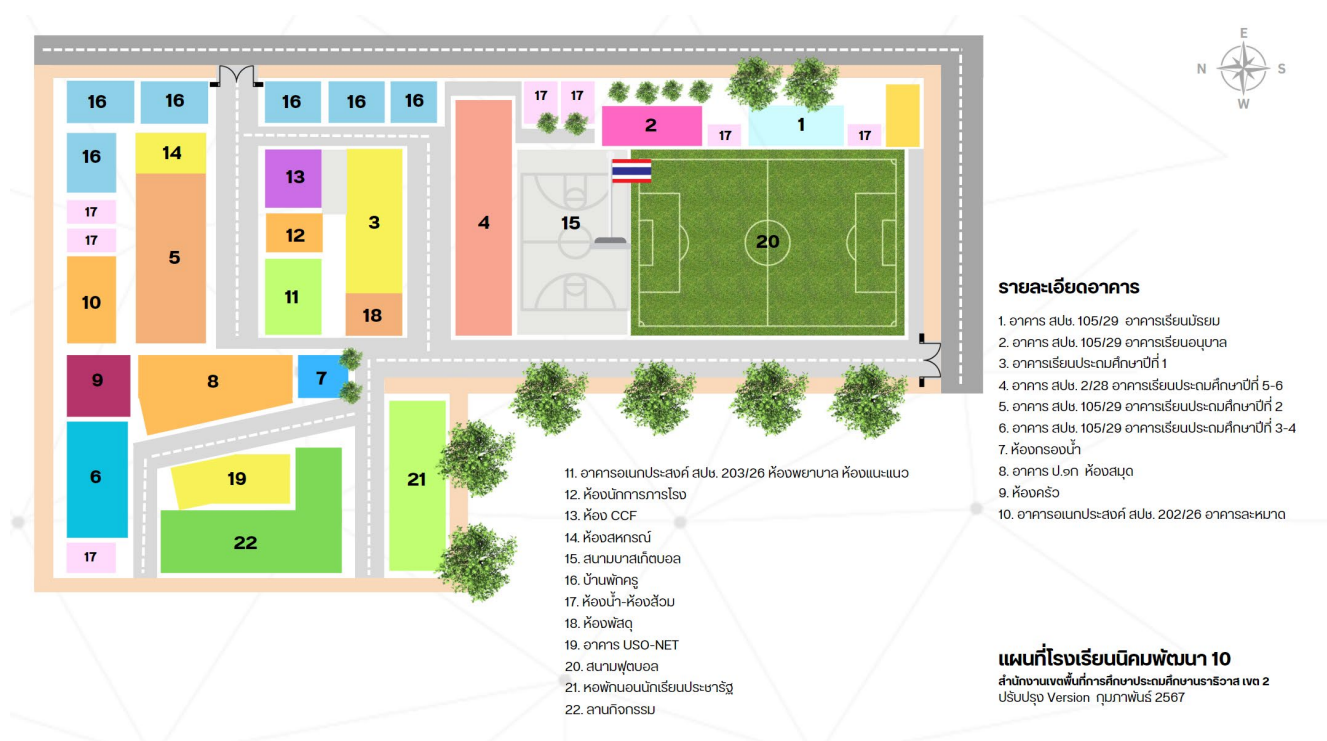 E
N S
W
16 16 16 16 16 17 17
2 17 1 17
16 14
13
17
17
3
4 15 20
12
5
10 11
18
9 8 7
6 19 21
22
17
รายละเอียดอาคาร
1. อาคาร สปช. 105/29 อาคารเรียนมัธยม
2. อาคาร สปช. 105/29 อาคารเรียนอนุบาล
3. อาคารเรียนประถมศึกษาปีที่ 1
4. อาคาร สปช. 2/28 อาคารเรียนประถมศึกษาปีที่ 5-6
5. อาคาร สปช. 105/29 อาคารเรียนประถมศึกษาปีที่ 2
6. อาคาร สปช. 105/29 อาคารเรียนประถมศึกษาปีที่ 3-4
7. ห้องกรองน้ำ
8. อาคาร ป.๑ก ห้องสมุด
9. ห้องครัว
10. อาคารอเนกประสงค์ สปช. 202/26 อาคารละหมาด
11. อาคารอเนกประสงค์ สปช. 203/26 ห้องพยาบาล ห้องแนะแนว
12. ห้องนักการภารโรง
13. ห้อง CCF
14. ห้องสหกรณ์
15. สนามบาสเก็ตบอล
16. บ้านพักครู
17. ห้องน้ำ-ห้องส้วม
18. ห้องพัสดุ
19. อาคาร USO-NET
20. สนามฟุตบอล
21. หอพักนอนนักเรียนประชารัฐ
22. ลานกิจกรรม
แผนที่โรงเรียนนิคมพัฒนา 10
สำนักงานเขตพื้นที่การศึกษาประถมศึกษานราธิวาส เขต 2
ปรับปรุง Version กุมภาพันธ์ 2567